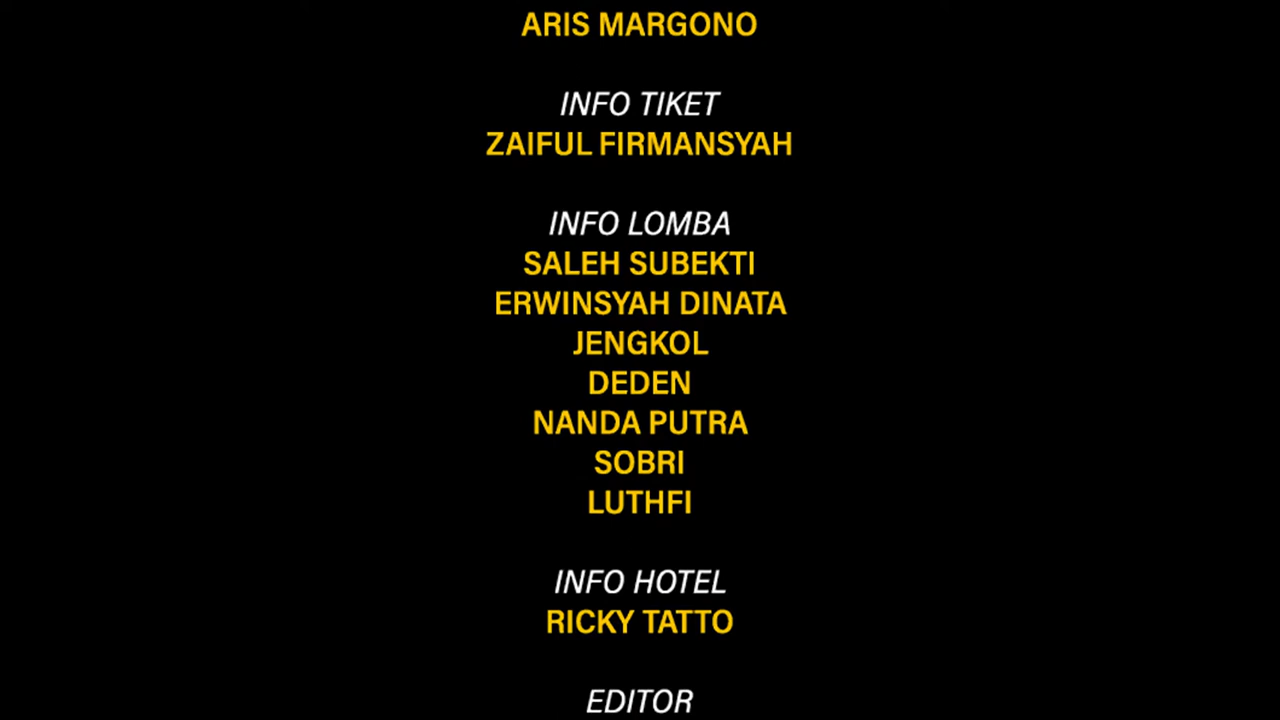 ARIS MARGONO
INFO TIKET
ZAIFUL FIRMANSYAH
INFO LOMBA
SALEH SUBEKTI
ERWINSYAH DINATA
JENGKOL
DEDEN
NANDA PUTRA
SOBRI
LUTHFI
INFO HOTEL
RICKY TATTO
EDITOR